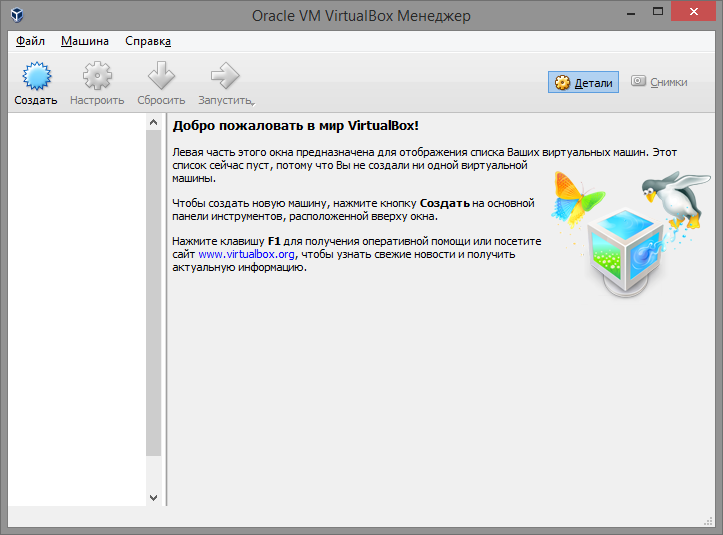 Oracle VM VirtualBox Менеджер
Файл Машина Справка
Создать Настроить Сбросить Запустить Детали Снимки
Добро пожаловать в мир VirtualBox!
Левая часть этого окна предназначена для отображения списка Ваших виртуальных машин. Этот
список сейчас пуст, потому что Вы не создали ни одной виртуальной
машины.
Чтобы создать новую машину, нажмите кнопку Создать на основной
панели инструментов, расположенной вверху окна.
Нажмите клавишу F1 для получения оперативной помощи или посетите
сайт www.virtualbox.org, чтобы узнать свежие новости и получить
актуальную информацию.